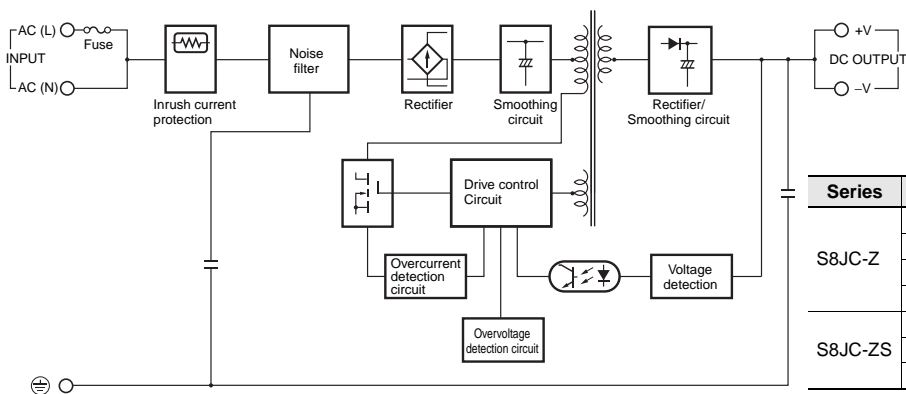 AC (L)
Fuse
INPUT
AC (N)
Inrush current
protection
Noise
filter
Rectifier
Smoothing
circuit
Rectifier/
Smoothing circuit
+V
DC OUTPUT
–V
Drive control
Circuit
Overcurrent
detection
circuit
Voltage
detection
Overvoltage
detection circuit
Series
S8JC-Z
S8JC-ZS